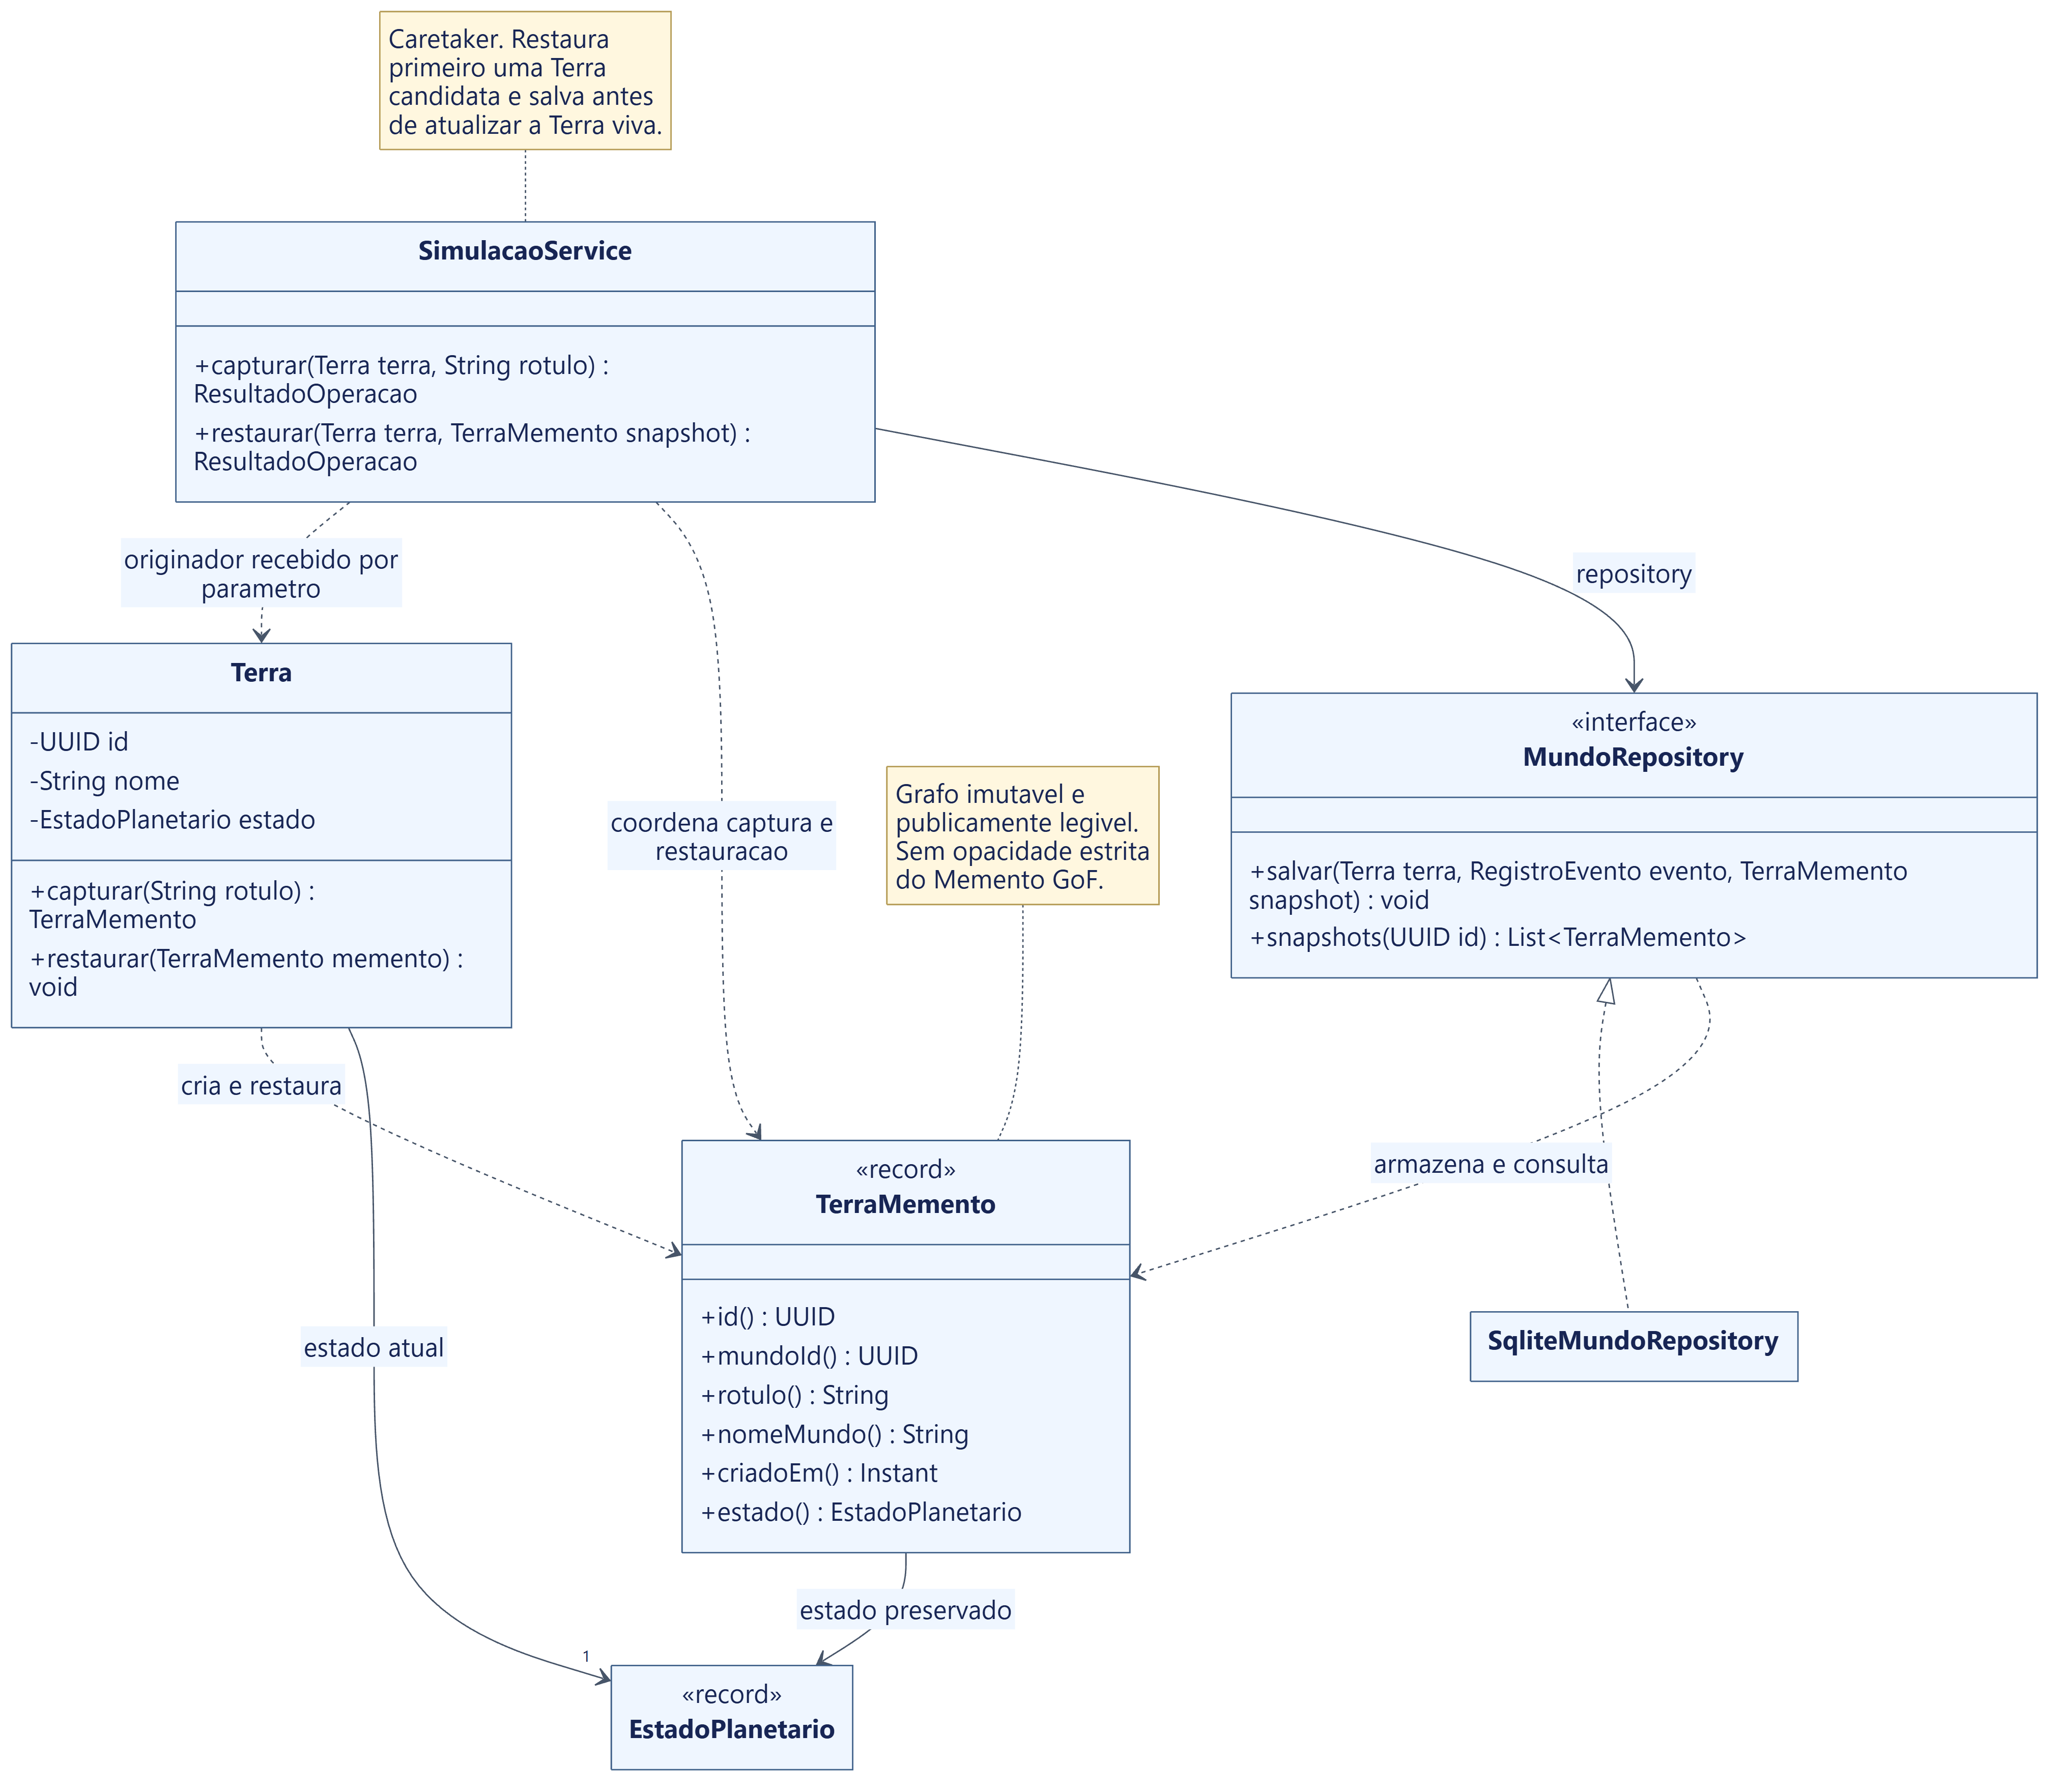 Caretaker. Restaura
primeiro uma Terra
candidata e salva antes
de atualizar a Terra viva.
SimulacaoService
+capturar(Terra terra, String rotulo) :
ResultadoOperacao
+restaurar(Terra terra, TerraMemento snapshot) :
ResultadoOperacao
originador recebido por
parametro
repository
Terra
-UUID id
-String nome
-EstadoPlanetario estado
+capturar(String rotulo) :
TerraMemento
+restaurar(TerraMemento memento) :
void
coordena captura e
restauracao
Grafo imutavel e
publicamente legivel.
Sem opacidade estrita
do Memento GoF.
«interface»
MundoRepository
+salvar(Terra terra, RegistroEvento evento, TerraMemento
snapshot) : void
+snapshots(UUID id) : List<TerraMemento>
cria e restaura
armazena e consulta
«record»
TerraMemento
+id() : UUID
+mundoId() : UUID
+rotulo() : String
+nomeMundo() : String
+criadoEm() : Instant
+estado() : EstadoPlanetario
SqliteMundoRepository
estado atual
estado preservado
1
«record»
EstadoPlanetario